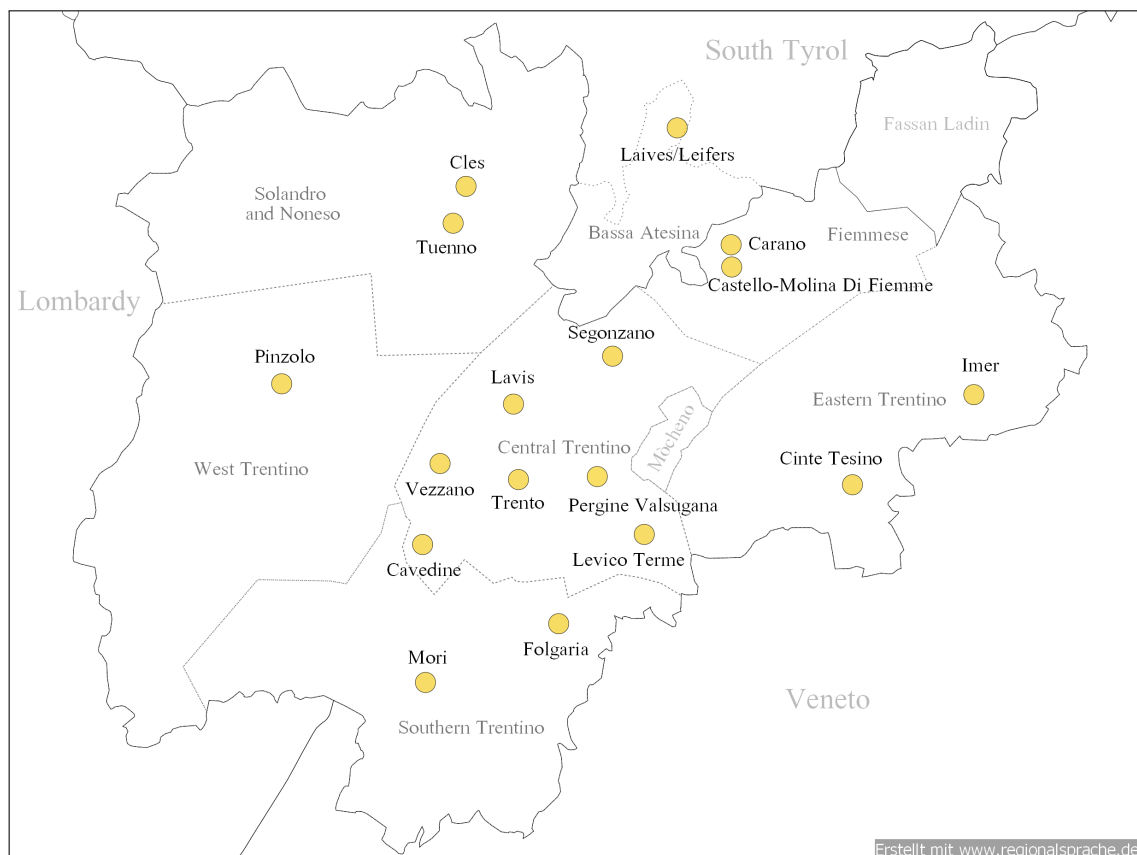 South Tyrol
Fassan Ladin
Laives/Leifers
Cles
Solandro
and Noneso
Tuenno
Bassa Atesina
Fiemmese
Carano
Castello-Molina Di Fiemme
Lombardy
Segonzano
Pinzolo
Imer
Lavis
Eastern Trentino
Mòcheno
Central Trentino
Cinte Tesino
West Trentino
Vezzano
Trento
Pergine Valsugana
Levico Terme
Cavedine
Folgaria
Mori
Veneto
Southern Trentino
Erstellt mit www.regionalsprache.de